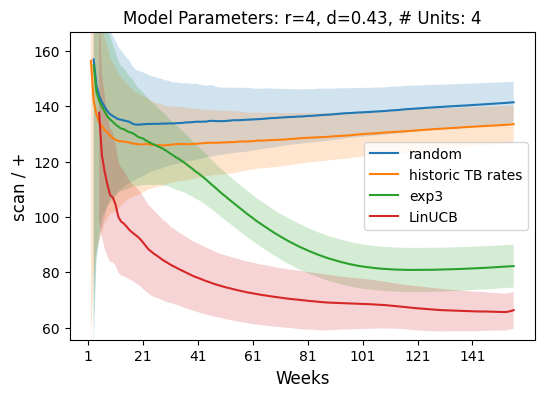 Model Parameters: r=4, d=0.43, # Units: 4
scan / +
160
140
120
100
80
60
random
historic TB rates
exp3
LinUCB
1 21 41 61 81 101 121 141
Weeks